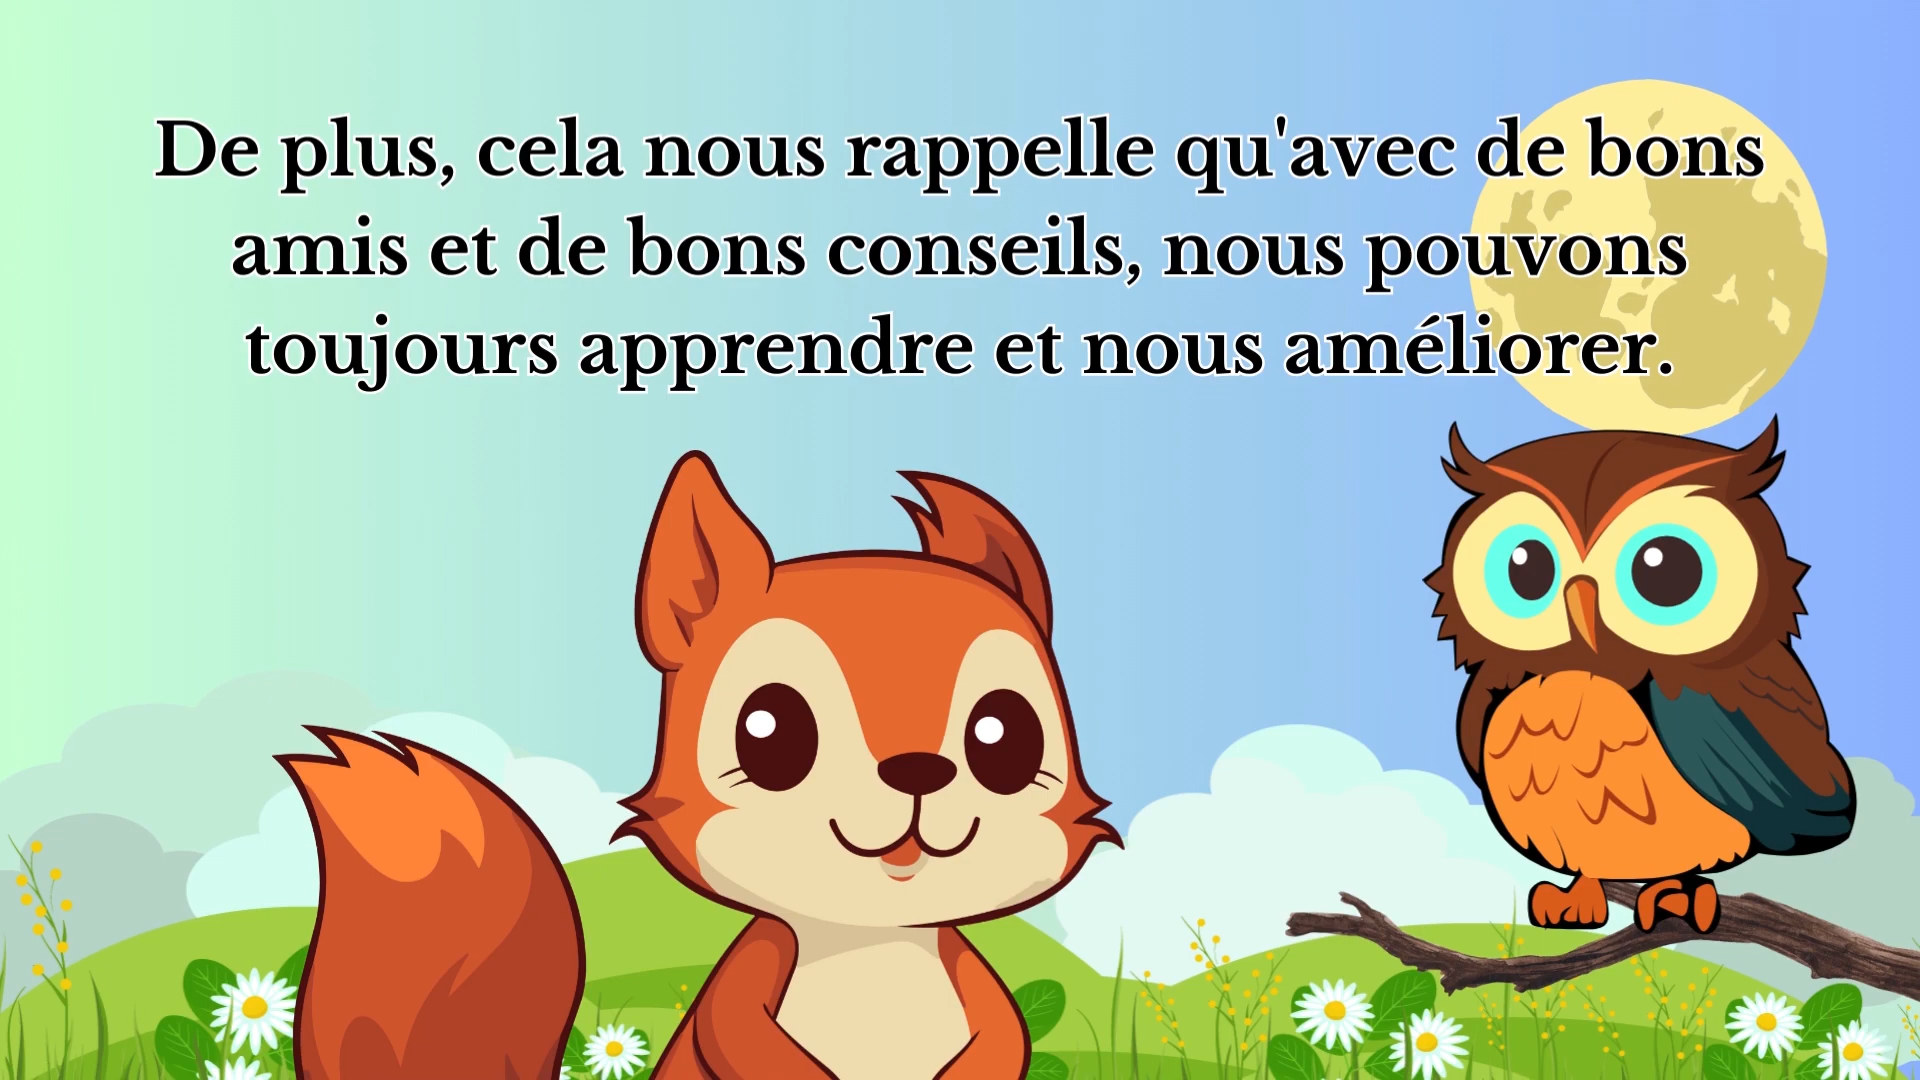 De plus, cela nous rappelle qu'avec de bons
amis et de bons conseils, nous pouvons
toujours apprendre et nous améliorer.